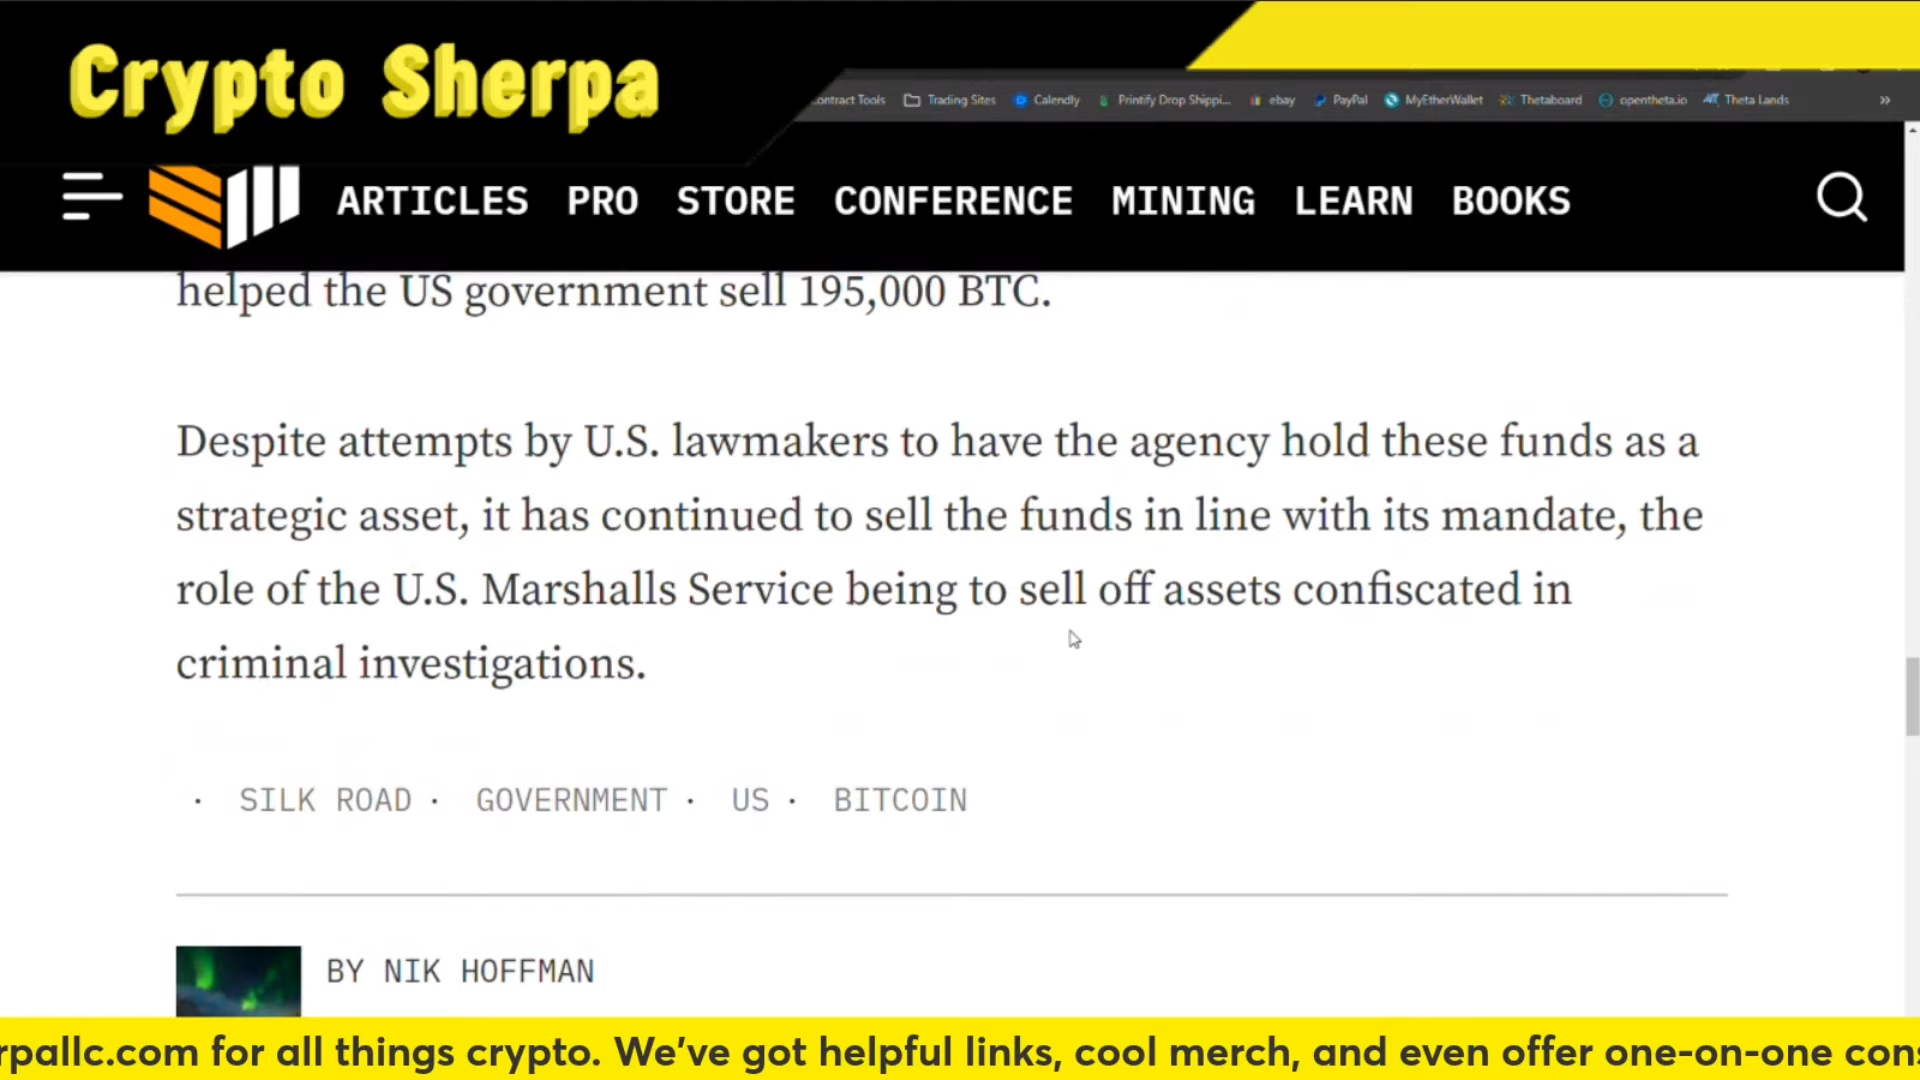 Crypto Sherpa
ontract Tools Trading Sites Calendly Printify Drop Shippi... ebay PayPal MyEtherWallet Thetaboard opentheta.io Theta Lands »
ARTICLES PRO STORE CONFERENCE MINING LEARN BOOKS
helped the US government sell 195,000 BTC.
Despite attempts by U.S. lawmakers to have the agency hold these funds as a
strategic asset, it has continued to sell the funds in line with its mandate, the
role of the U.S. Marshalls Service being to sell off assets confiscated in
criminal investigations.
· SILK ROAD · GOVERNMENT · US · BITCOIN
BY NIK HOFFMAN
rpallc.com for all things crypto. We've got helpful links, cool merch, and even offer one-on-one cons